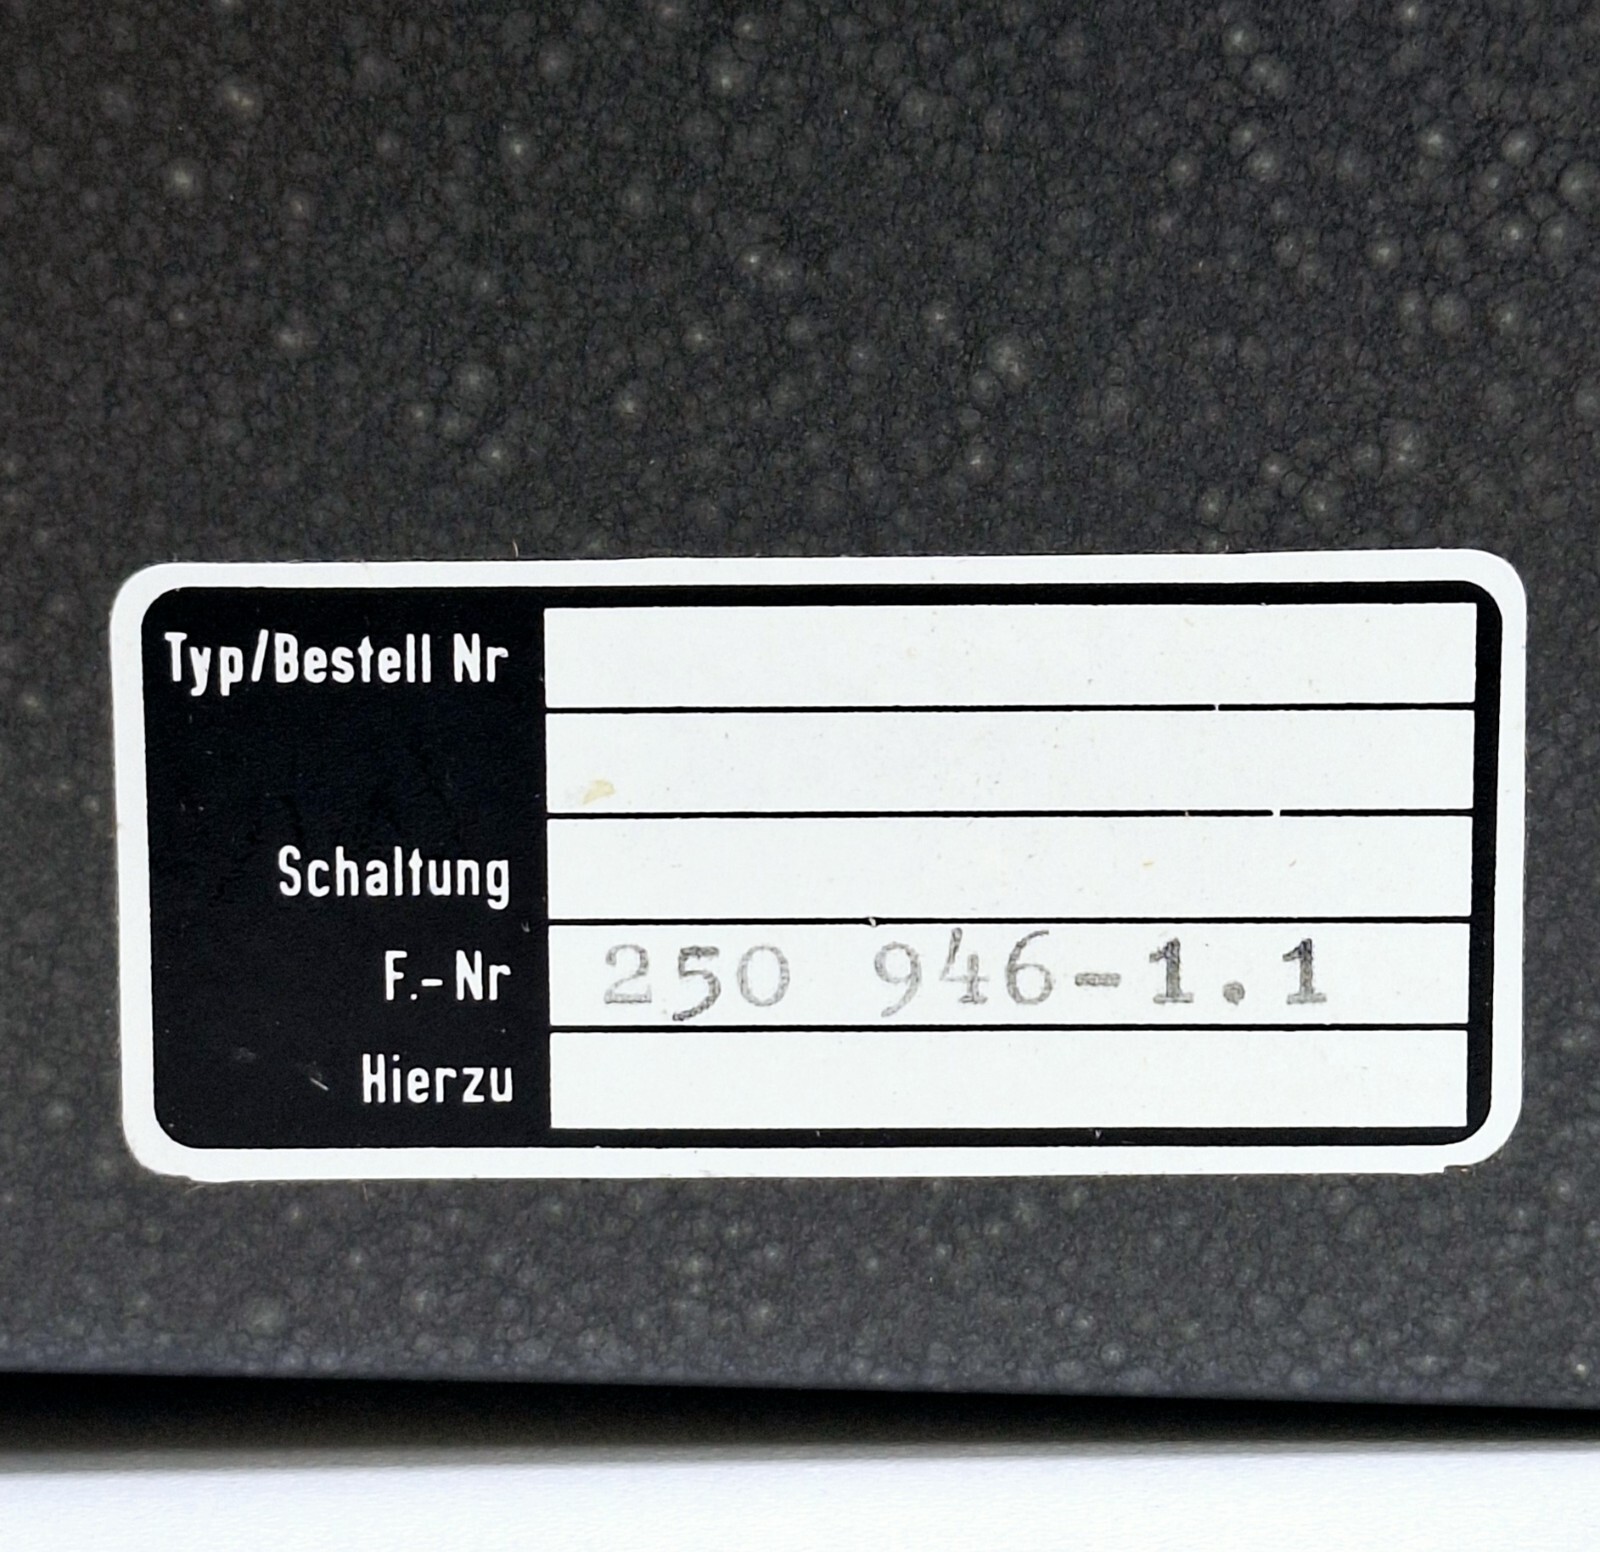 Typ/Bestell Nr
Schaltung
F.-Nr 250 946-1.1
Hierzu